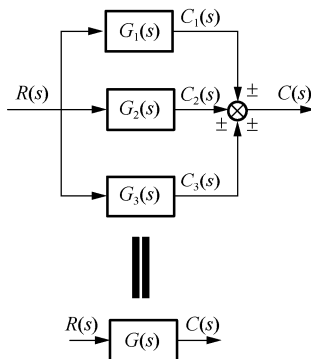 G₁(s) C₁(s)
±
R(s) G₂(s) C₂(s) C(s)
± ±
G₃(s) C₃(s)
R(s) G(s) C(s)